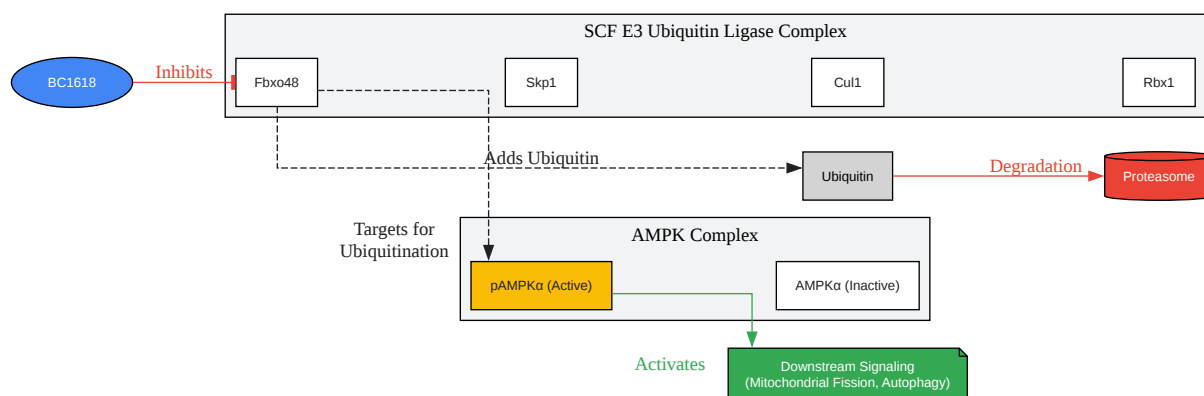 SCF E3 Ubiquitin Ligase Complex
BC1618
Inhibits
Fbxo48
Skp1
Cul1
Rbx1
Adds Ubiquitin
Ubiquitin
Degradation
Proteasome
Targets for
Ubiquitination
AMPK Complex
pAMPKα (Active)
AMPKα (Inactive)
Activates
Downstream Signaling
(Mitochondrial Fission, Autophagy)